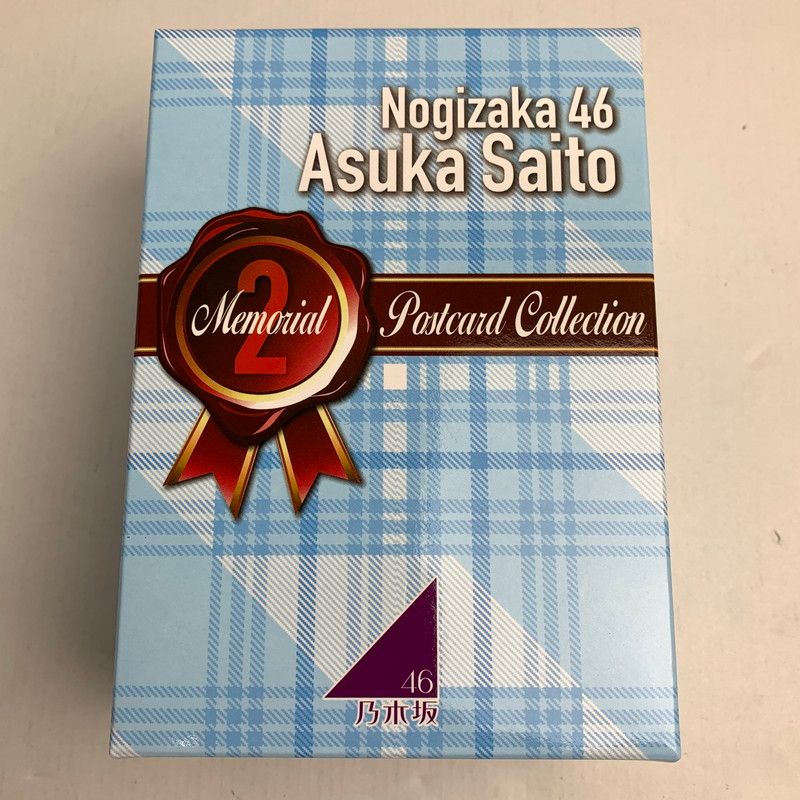 Nogizaka 46
Asuka Saito
2
Memorial Postcard Collection
46
乃木坂